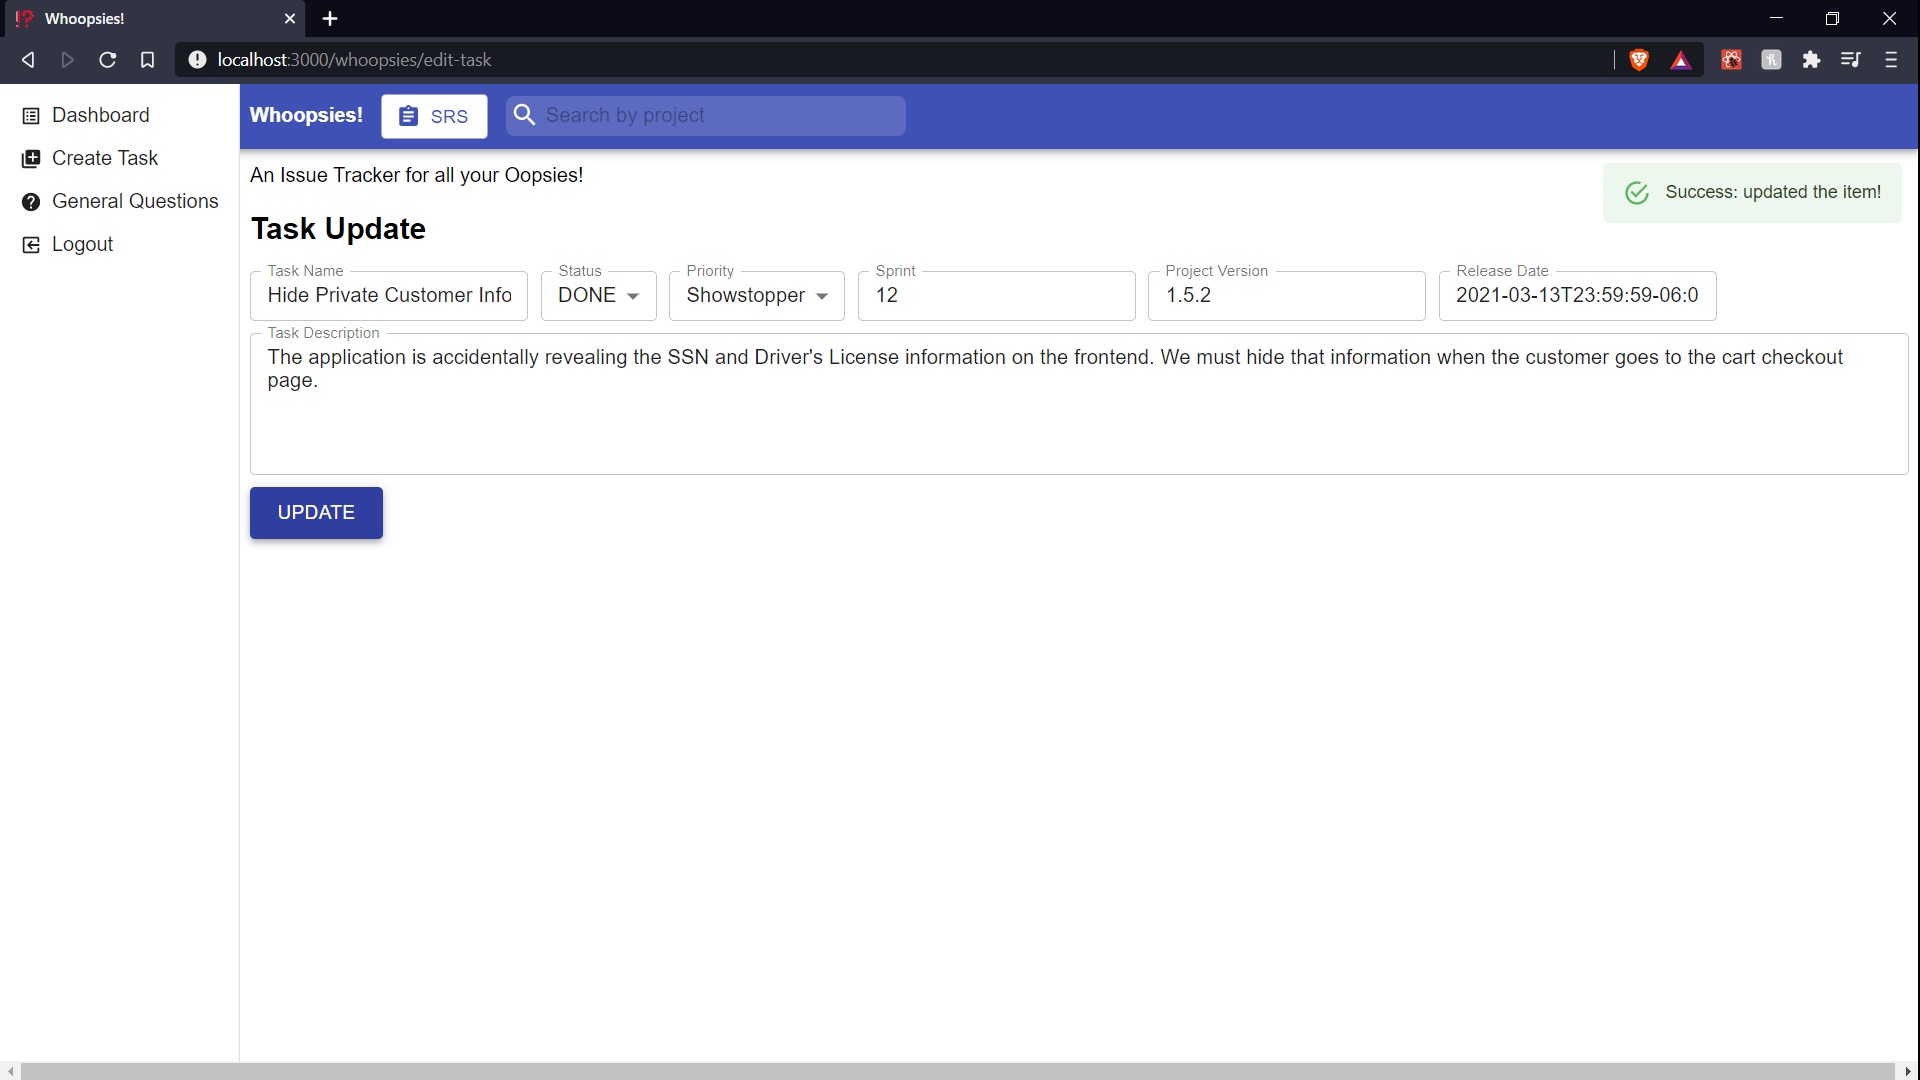 Whoopsies!
localhost:3000/whoopsies/edit-task
Dashboard
Create Task
General Questions
Logout
Whoopsies!
SRS
Search by project
An Issue Tracker for all your Oopsies!
Success: updated the item!
Task Update
Task Name
Hide Private Customer Info
Status
DONE
Priority
Showstopper
Sprint
12
Project Version
1.5.2
Release Date
2021-03-13T23:59:59-06:0
Task Description
The application is accidentally revealing the SSN and Driver's License information on the frontend. We must hide that information when the customer goes to the cart checkout
page.
UPDATE